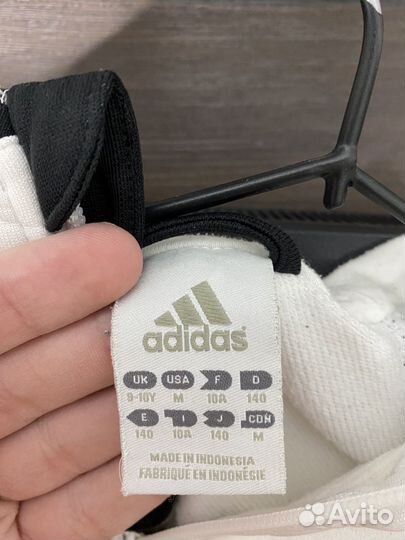 adidas
UK USA F D
9-10Y M 10A 140
E I J CDN
140 10A 140 M
MADE IN INDONESIA
FABRIQUÉ EN INDONÉSIE
Avito